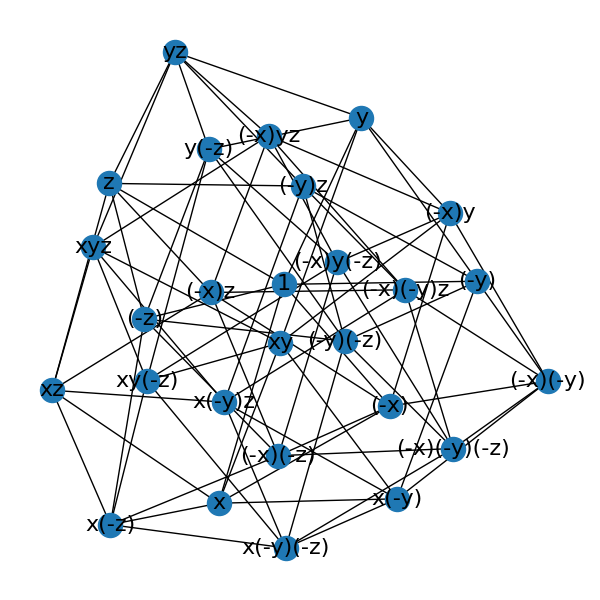 yz
y
(-x)yz
y(-z)
z
(-y)z
(-x)y
xyz
(-x)y(-z)
(-y)
1
(-x)(-y)z
(-x)z
(-z)
(-y)(-z)
xy
xy(-z)
(-x)(-y)
xz
x(-y)z
(-x)
(-x)(-y)(-z)
(-x)(-z)
x(-y)
x
x(-z)
x(-y)(-z)